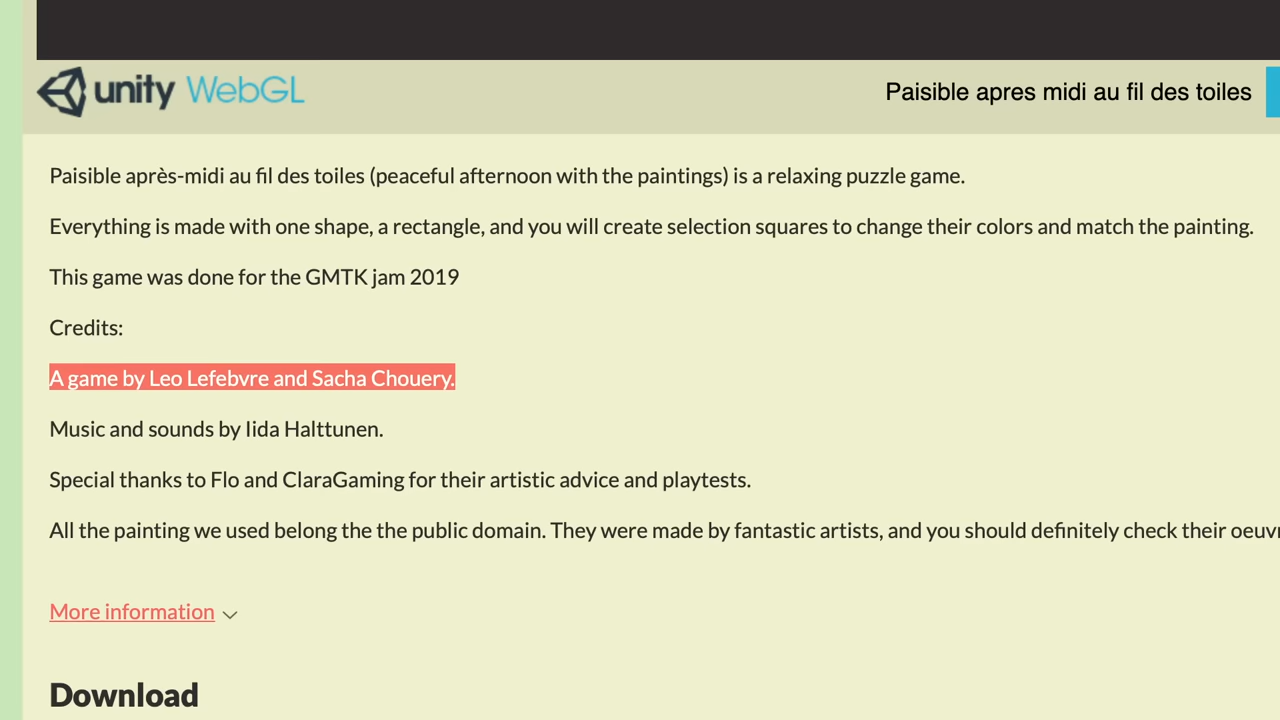 unity WebGL
Paisible apres midi au fil des toiles
Paisible après-midi au fil des toiles (peaceful afternoon with the paintings) is a relaxing puzzle game.
Everything is made with one shape, a rectangle, and you will create selection squares to change their colors and match the painting.
This game was done for the GMTK jam 2019
Credits:
A game by Leo Lefebvre and Sacha Chouery.
Music and sounds by Iida Halttunen.
Special thanks to Flo and ClaraGaming for their artistic advice and playtests.
All the painting we used belong the the public domain. They were made by fantastic artists, and you should definitely check their
More information
Download